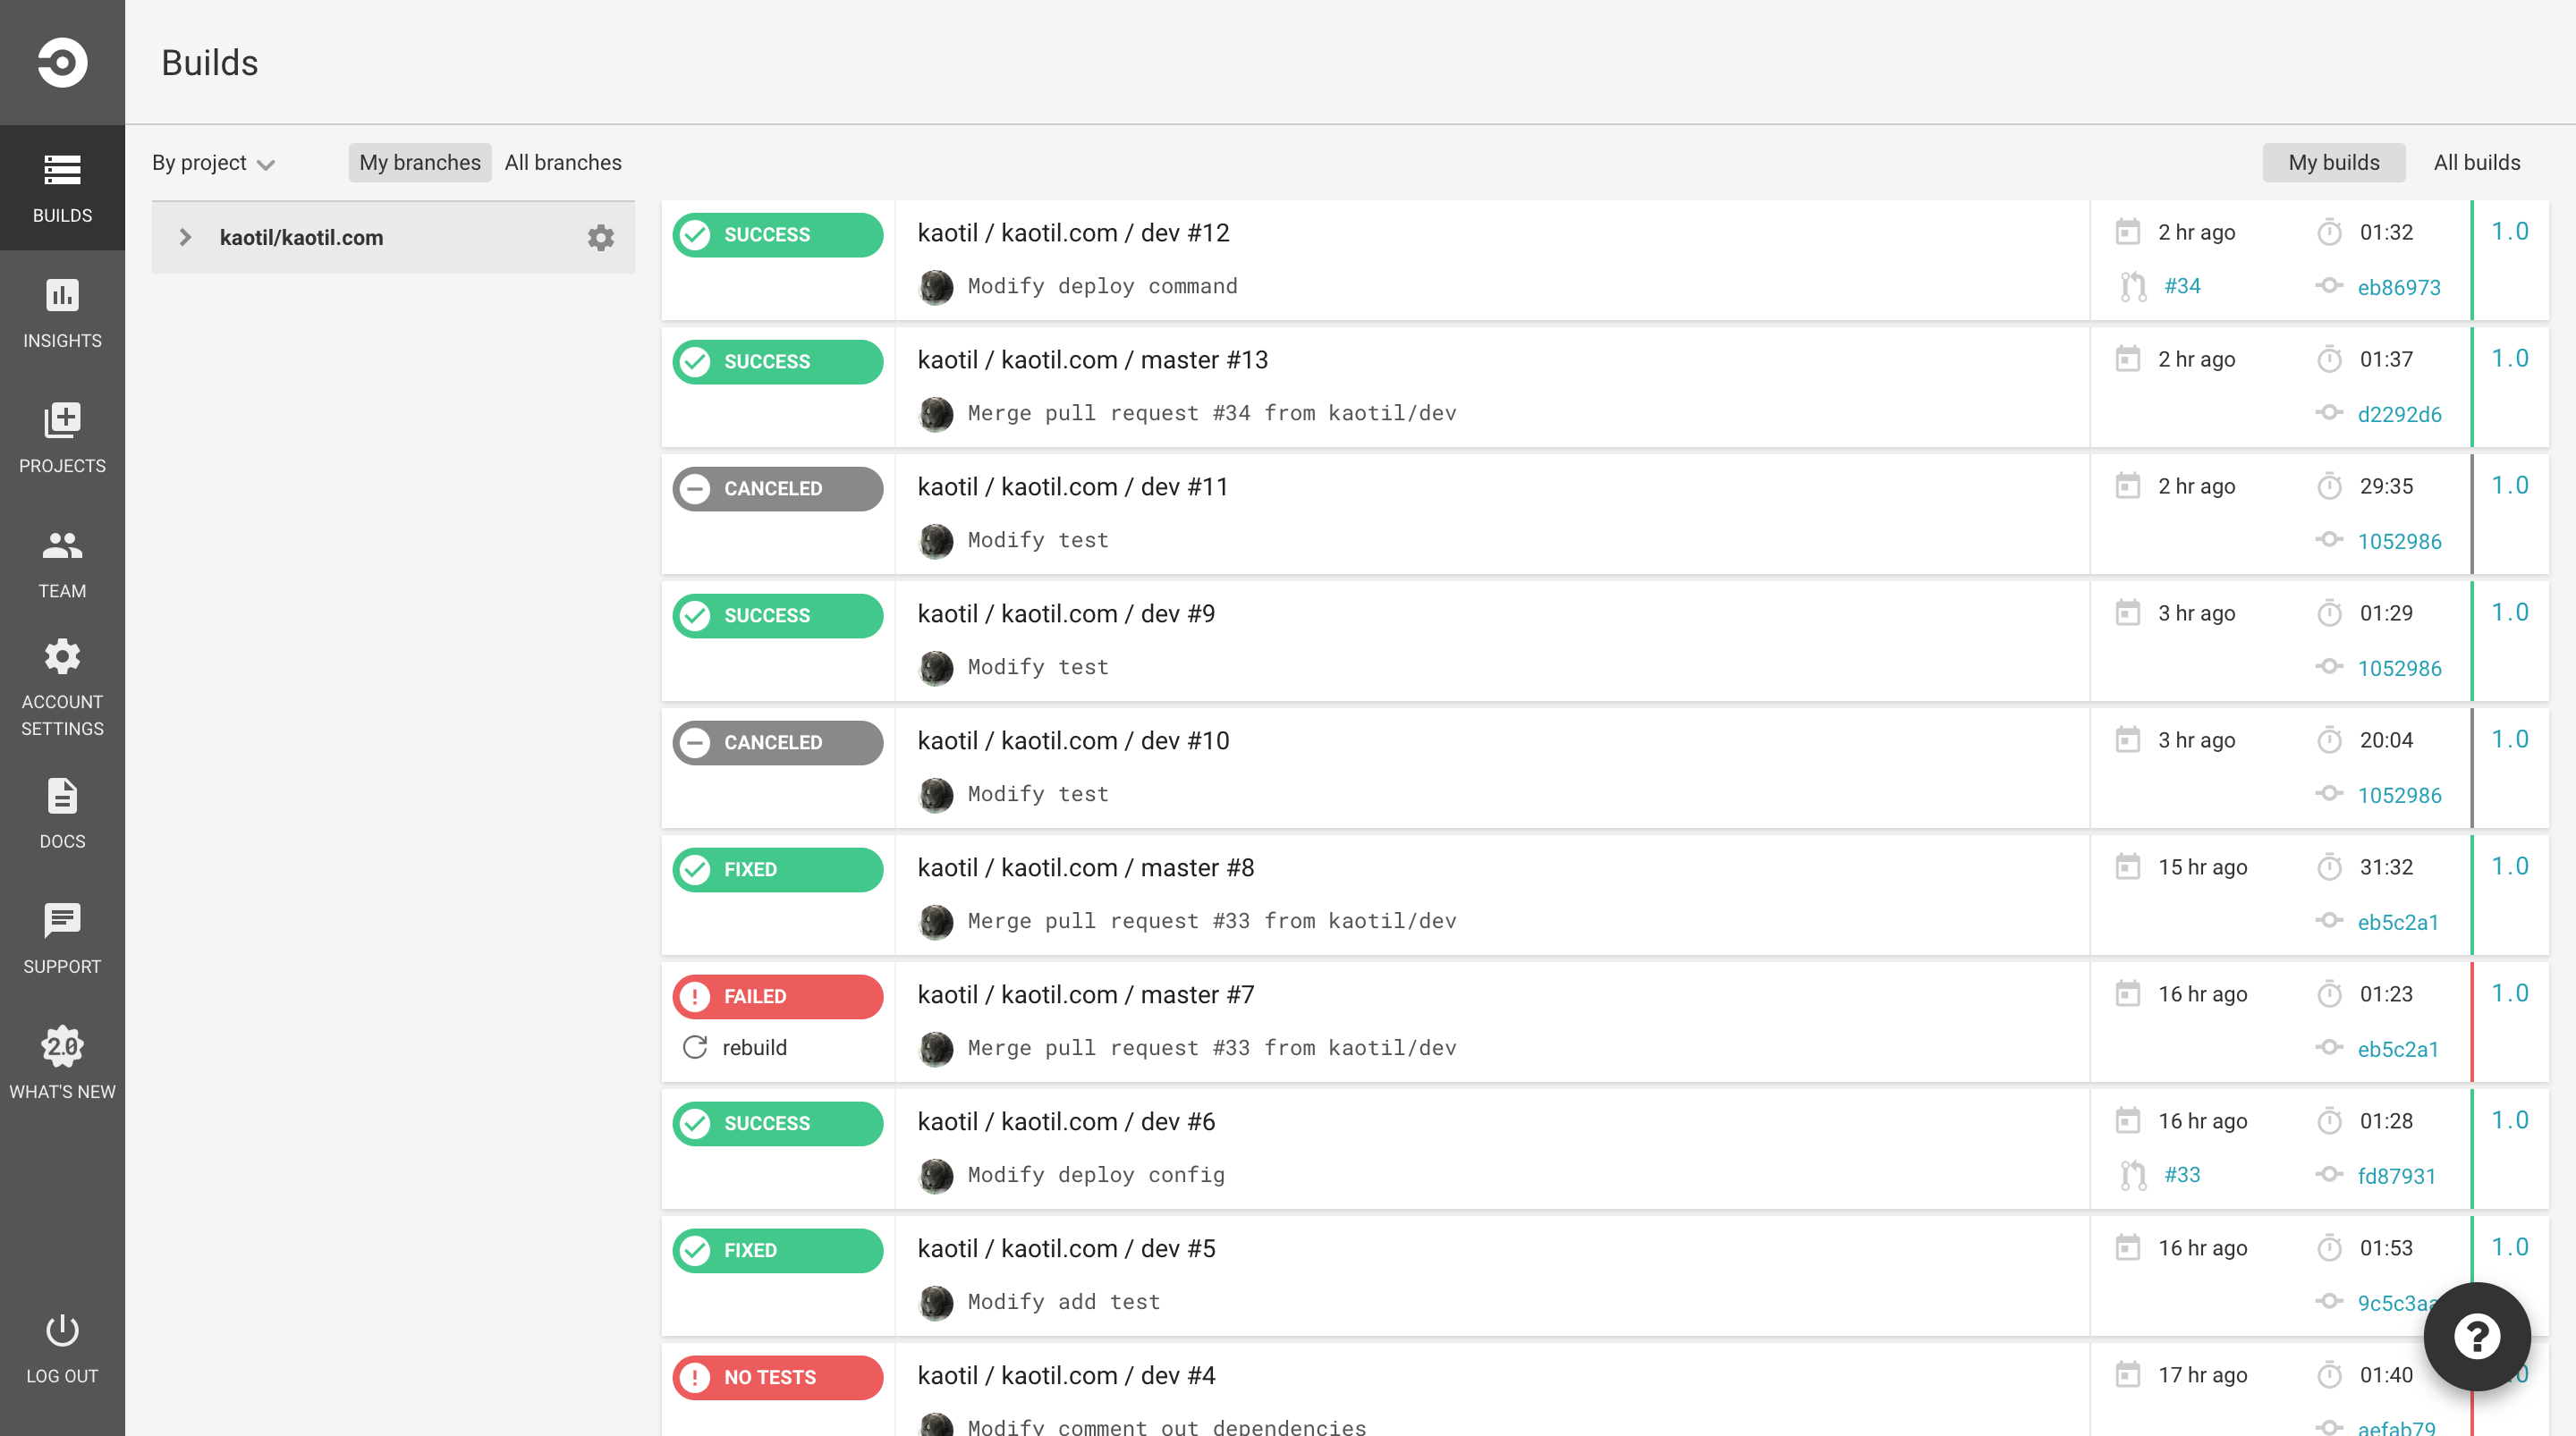 Builds
BUILDS
INSIGHTS
PROJECTS
TEAM
ACCOUNT
SETTINGS
DOCS
SUPPORT
2.0
WHAT'S NEW
LOG OUT
By project
My branches All branches
My builds All builds
kaotil/kaotil.com
SUCCESS kaotil / kaotil.com / dev #12 2 hr ago 01:32 1.0
Modify deploy command #34 eb86973
SUCCESS kaotil / kaotil.com / master #13 2 hr ago 01:37 1.0
Merge pull request #34 from kaotil/dev d2292d6
CANCELED kaotil / kaotil.com / dev #11 2 hr ago 29:35 1.0
Modify test 1052986
SUCCESS kaotil / kaotil.com / dev #9 3 hr ago 01:29 1.0
Modify test 1052986
CANCELED kaotil / kaotil.com / dev #10 3 hr ago 20:04 1.0
Modify test 1052986
FIXED kaotil / kaotil.com / master #8 15 hr ago 31:32 1.0
Merge pull request #33 from kaotil/dev eb5c2a1
FAILED kaotil / kaotil.com / master #7 16 hr ago 01:23 1.0
rebuild Merge pull request #33 from kaotil/dev eb5c2a1
SUCCESS kaotil / kaotil.com / dev #6 16 hr ago 01:28 1.0
Modify deploy config #33 fd87931
FIXED kaotil / kaotil.com / dev #5 16 hr ago 01:53 1.0
Modify add test
NO TESTS kaotil / kaotil.com / dev #4 17 hr ago 01:40
Modify comment out dependencies aefab79